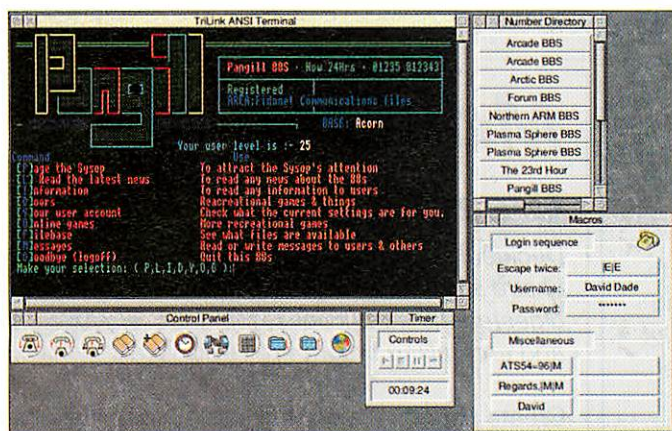 TriLink ANSI Terminal
Pangill BBS - Now 24Hrs - 01235 812343
Registered
AREA:Fidonet Communications files
BASE: Acorn
Your user level is :- 25
Command Use
[P]age the Sysop To attract the Sysop's attention
[L] Read the latest news To read any news about the BBS
[I]nformation To read any information to users
[D]oors Reacreational games & things
[Y]our user account Check what the current settings are for you.
[O]nline games More recreational games
[F]ilebase See what files are available
[M]essages Read or write messages to users & others
[G]oodbye (logoff) Quit this BBS
Make your selection: ( P,L,I,D,Y,O,G ):
Number Directory
Arcade BBS
Arcade BBS
Arctic BBS
Forum BBS
Northern ARM BBS
Plasma Sphere BBS
Plasma Sphere BBS
The 23rd Hour
Pangill BBS
Macros
Login sequence
Escape twice: |E|E
Username: David Dade
Password: *******
Miscellaneous
ATS54=96|M
Regards,|M|M
David
Control Panel
Timer
Controls
00:09.24